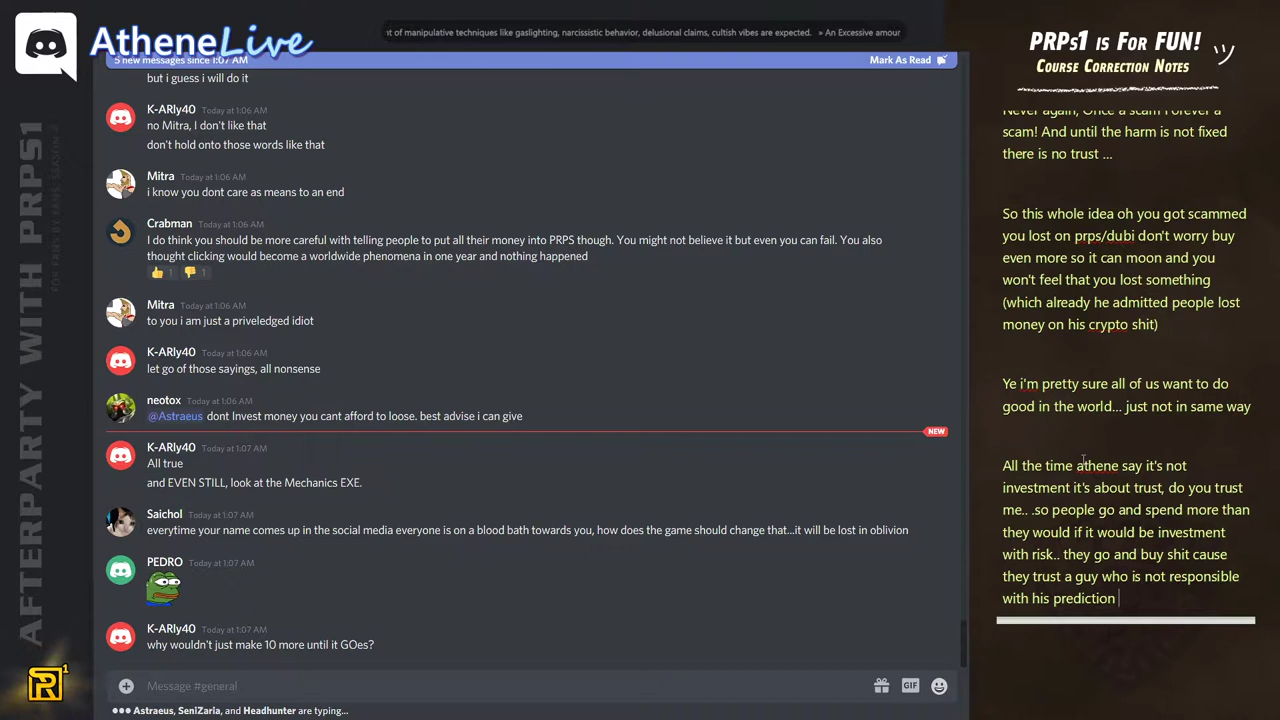 AtheneLive
nt of manipulative techniques like gaslighting, narcissistic behavior, delusional claims, cultish vibes are expected. » An Excessive amour
AFTERPARTY WITH PRPS1
FOR FANS BY FANS, SEASON 2
5 new messages since 1:07 AM
Mark As Read
but i guess i will do it
K-ARly40 Today at 1:06 AM
no Mitra, I don't like that
don't hold onto those words like that
Mitra Today at 1:06 AM
i know you dont care as means to an end
Crabman Today at 1:06 AM
I do think you should be more careful with telling people to put all their money into PRPS though. You might not believe it but even you can fail. You also
thought clicking would become a worldwide phenomena in one year and nothing happened
1 1
Mitra Today at 1:06 AM
to you i am just a priveledged idiot
K-ARly40 Today at 1:06 AM
let go of those sayings, all nonsense
neotox Today at 1:06 AM
@Astraeus dont Invest money you cant afford to loose. best advise i can give
NEW
K-ARly40 Today at 1:07 AM
All true
and EVEN STILL, look at the Mechanics EXE.
Saichol Today at 1:07 AM
everytime your name comes up in the social media everyone is on a blood bath towards you, how does the game should change that...it will be lost in oblivion
PEDRO Today at 1:07 AM
K-ARly40 Today at 1:07 AM
why wouldn't just make 10 more until it GOes?
Message #general
GIF
Astraeus, SeniZarla, and Headhunter are typing...
R1
PRPs1 is For FUN!
Course Correction Notes
ツ
Never again, Once a scam Forever a
scam! And until the harm is not fixed
there is no trust ...
So this whole idea oh you got scammed
you lost on prps/dubi don't worry buy
even more so it can moon and you
won't feel that you lost something
(which already he admitted people lost
money on his crypto shit)
Ye i'm pretty sure all of us want to do
good in the world... just not in same way
All the time athene say it's not
investment it's about trust, do you trust
me.. .so people go and spend more than
they would if it would be investment
with risk.. they go and buy shit cause
they trust a guy who is not responsible
with his prediction